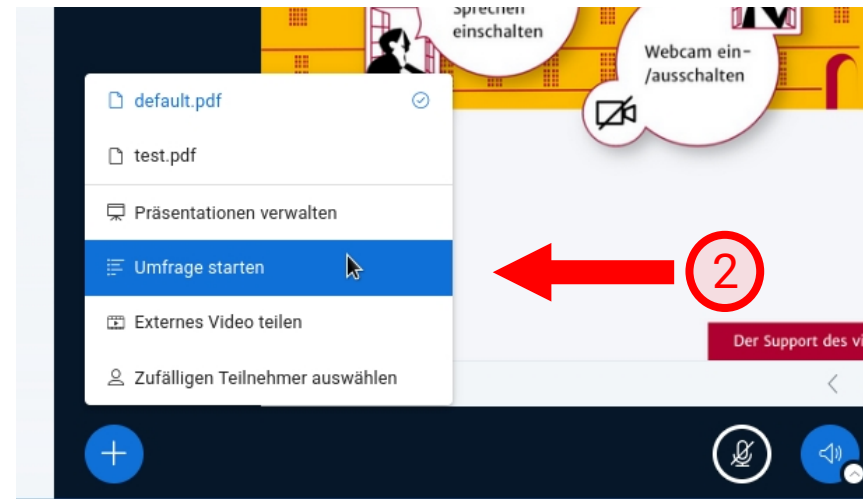 Sprechen
einschalten
Webcam ein-
/ausschalten
default.pdf
test.pdf
Präsentationen verwalten
Umfrage starten
2
Externes Video teilen
Der Support des vi
Zufälligen Teilnehmer auswählen